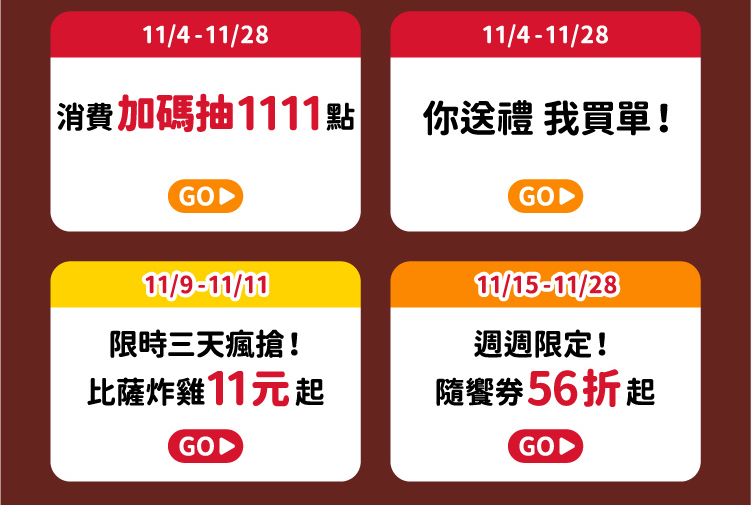 11/4-11/28
消費加碼抽1111點
GO
11/4-11/28
你送禮 我買單！
GO
11/9-11/11
限時三天瘋搶！
比薩炸雞11元起
GO
11/15-11/28
週週限定！
隨饗券56折起
GO